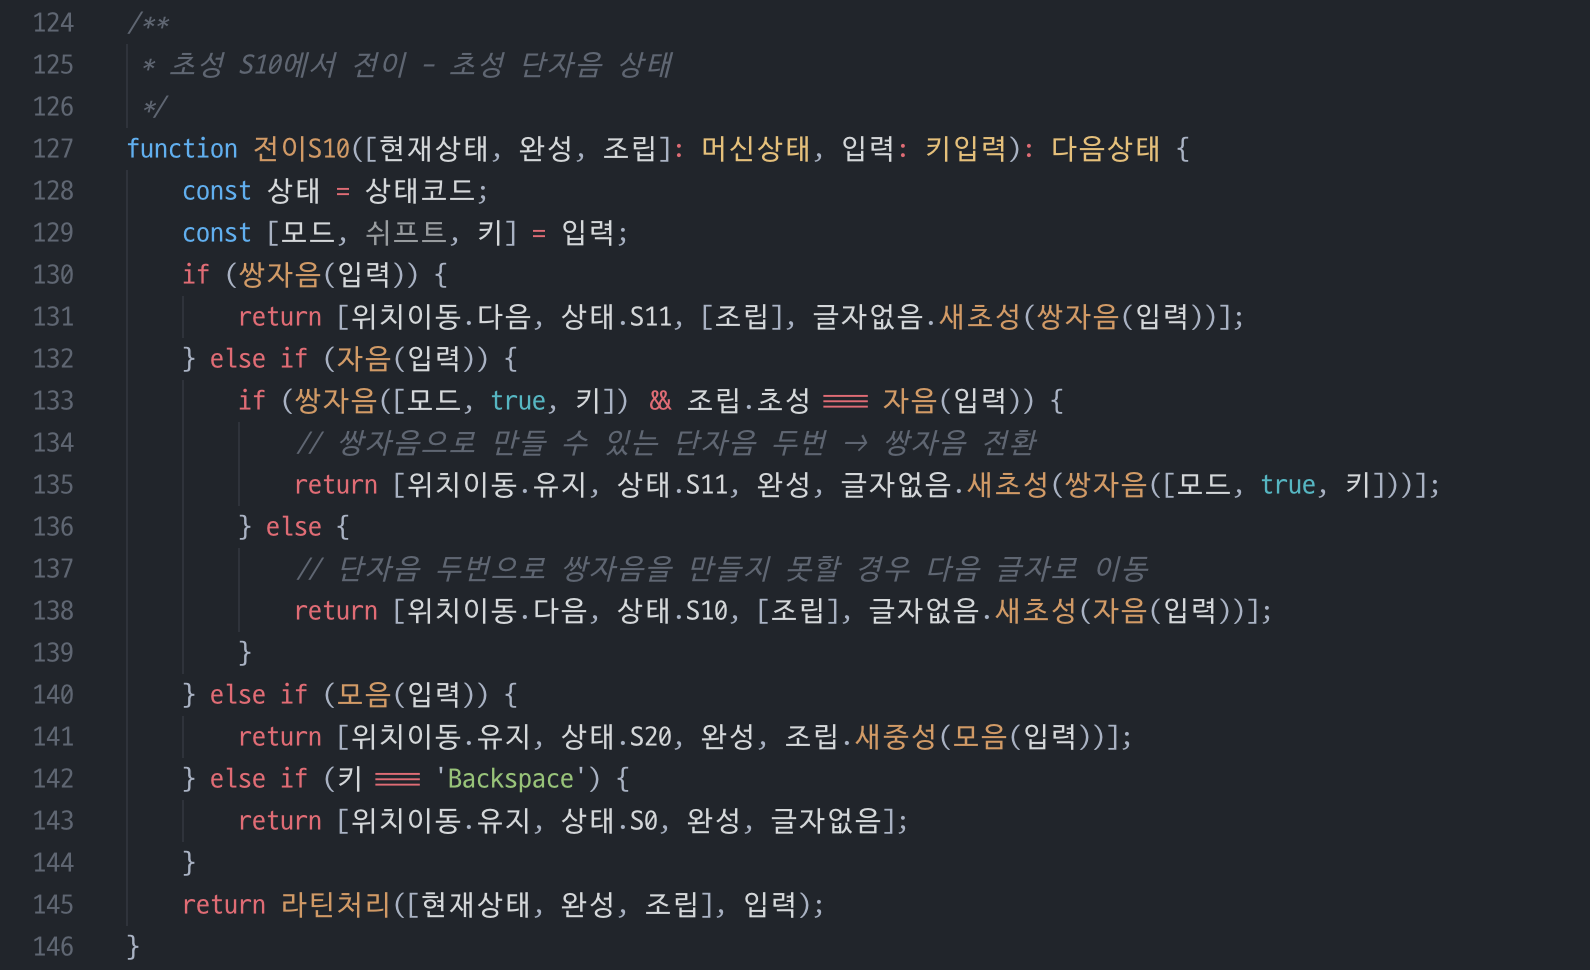 124 /**
125  * 초성 S10에서 전이 - 초성 단자음 상태
126  */
127 function 전이S10([현재상태, 완성, 조립]: 머신상태, 입력: 키입력): 다음상태 {
128     const 상태 = 상태코드;
129     const [모드, 쉬프트, 키] = 입력;
130     if (쌍자음(입력)) {
131         return [위치이동.다음, 상태.S11, [조립], 글자없음.새초성(쌍자음(입력))];
132     } else if (자음(입력)) {
133         if (쌍자음([모드, true, 키]) && 조립.초성 === 자음(입력)) {
134             // 쌍자음으로 만들 수 있는 단자음 두번 → 쌍자음 전환
135             return [위치이동.유지, 상태.S11, 완성, 글자없음.새초성(쌍자음([모드, true, 키]))];
136         } else {
137             // 단자음 두번으로 쌍자음을 만들지 못할 경우 다음 글자로 이동
138             return [위치이동.다음, 상태.S10, [조립], 글자없음.새초성(자음(입력))];
139         }
140     } else if (모음(입력)) {
141         return [위치이동.유지, 상태.S20, 완성, 조립.새중성(모음(입력))];
142     } else if (키 === 'Backspace') {
143         return [위치이동.유지, 상태.S0, 완성, 글자없음];
144     }
145     return 라틴처리([현재상태, 완성, 조립], 입력);
146 }